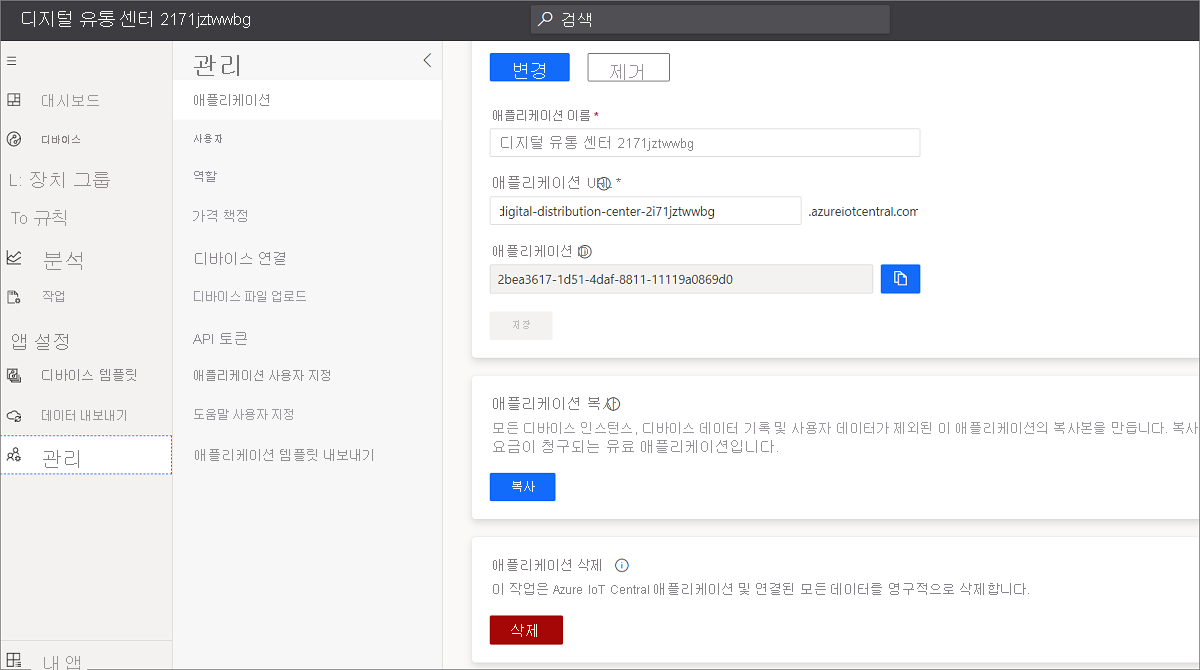 디지털 유통 센터 2171jztwwbg
검색
대시보드
디바이스
L: 장치 그룹
To 규칙
분석
작업
앱 설정
디바이스 템플릿
데이터 내보내기
관리
내 앱
관리
애플리케이션
사용자
역할
가격 책정
디바이스 연결
디바이스 파일 업로드
API 토큰
애플리케이션 사용자 지정
도움말 사용자 지정
애플리케이션 템플릿 내보내기
변경
제거
애플리케이션 이름 *
디지털 유통 센터 2171jztwwbg
애플리케이션 URL *
digital-distribution-center-2i71jztwwbg
.azureiotcentral.com
애플리케이션 ID
2bea3617-1d51-4daf-8811-11119a0869d0
저장
애플리케이션 복사
모든 디바이스 인스턴스, 디바이스 데이터 기록 및 사용자 데이터가 제외된 이 애플리케이션의 복사본을 만듭니다. 복사
요금이 청구되는 유료 애플리케이션입니다.
복사
애플리케이션 삭제
이 작업은 Azure IoT Central 애플리케이션 및 연결된 모든 데이터를 영구적으로 삭제합니다.
삭제